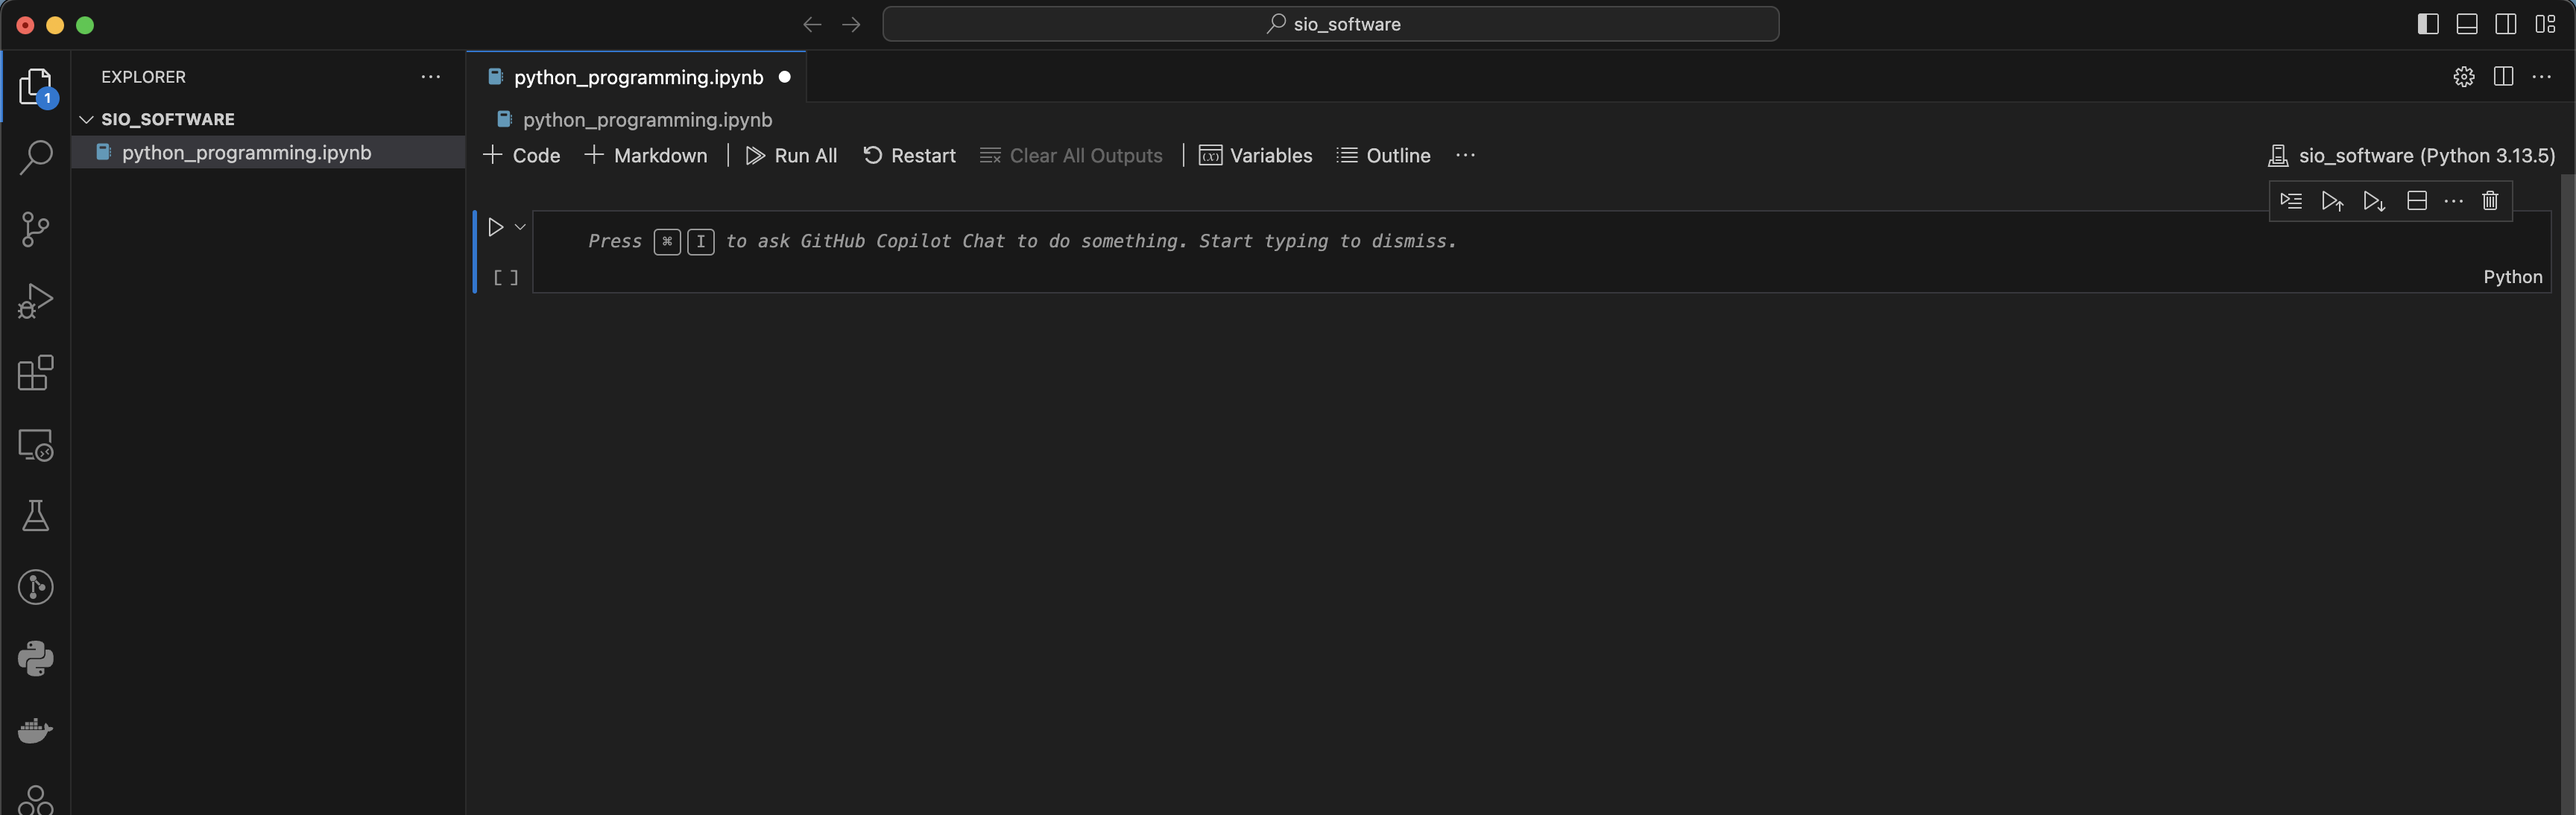 sio_software
EXPLORER
1
SIO_SOFTWARE
python_programming.ipynb
python_programming.ipynb
python_programming.ipynb
Code Markdown Run All Restart Clear All Outputs Variables Outline
sio_software (Python 3.13.5)
Press ⌘ I to ask GitHub Copilot Chat to do something. Start typing to dismiss.
[ ]
Python